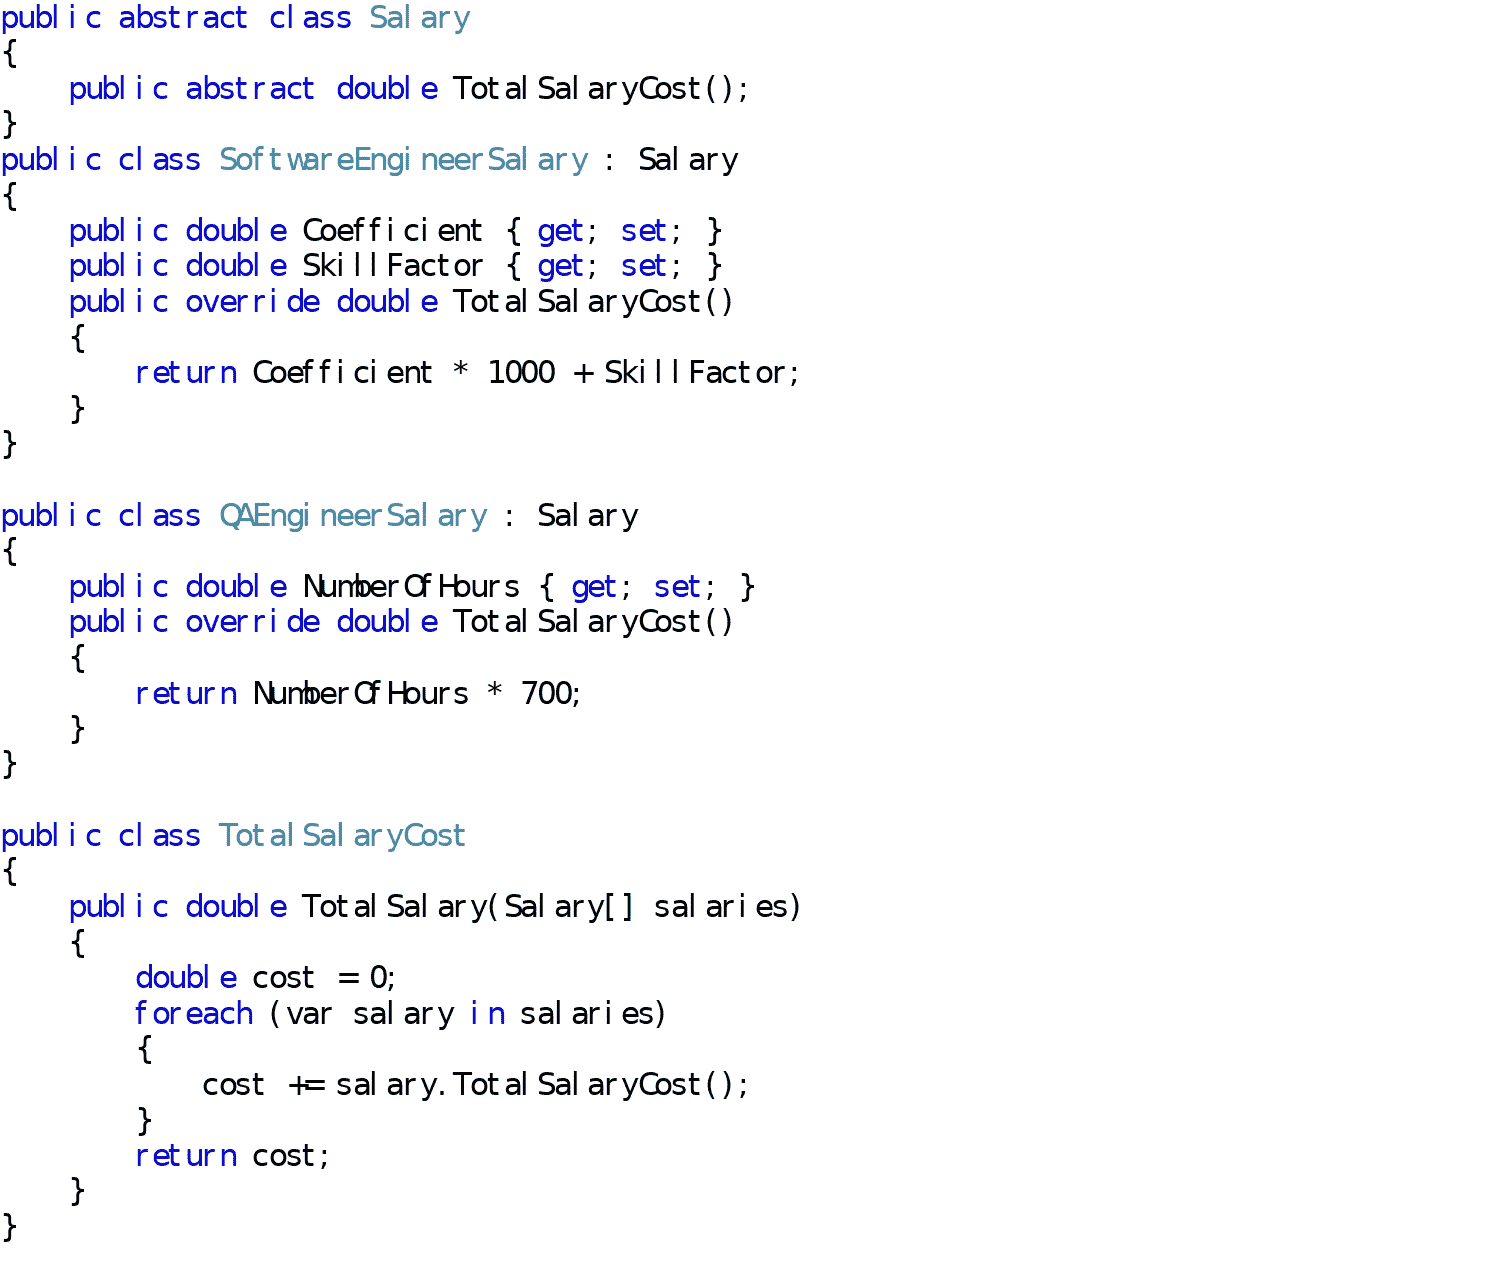 public abstract class Salary
{
    public abstract double TotalSalaryCost();
}
public class SoftwareEngineerSalary : Salary
{
    public double Coefficient { get; set; }
    public double SkillFactor { get; set; }
    public override double TotalSalaryCost()
    {
        return Coefficient * 1000 + SkillFactor;
    }
}

public class QAEngineerSalary : Salary
{
    public double NumberOfHours { get; set; }
    public override double TotalSalaryCost()
    {
        return NumberOfHours * 700;
    }
}

public class TotalSalaryCost
{
    public double TotalSalary(Salary[] salaries)
    {
        double cost = 0;
        foreach (var salary in salaries)
        {
            cost += salary.TotalSalaryCost();
        }
        return cost;
    }
}